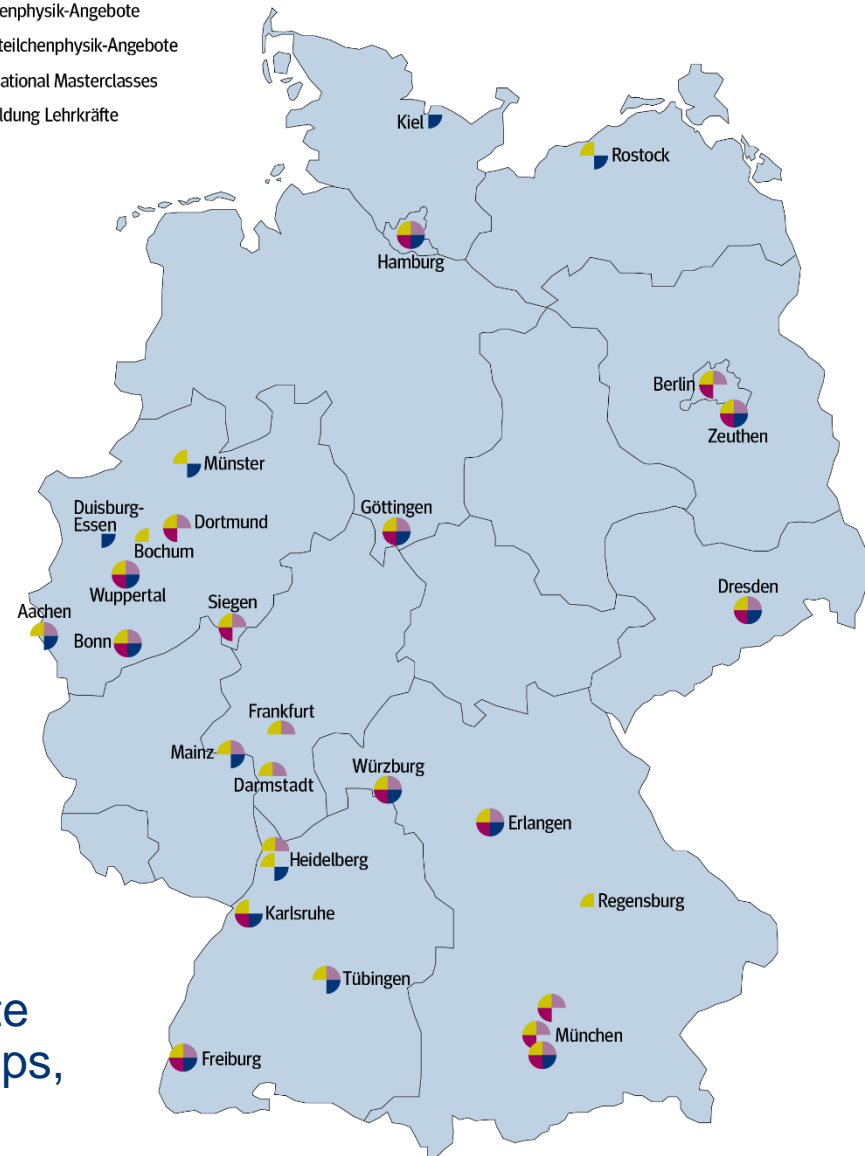 enphysik-Angebote
teilchenphysik-Angebote
ational Masterclasses
ldung Lehrkräfte
Kiel
Rostock
Hamburg
Berlin
Zeuthen
Münster
Duisburg-
Essen
Dortmund
Bochum
Göttingen
Wuppertal
Dresden
Siegen
Aachen
Bonn
Frankfurt
Mainz
Darmstadt
Würzburg
Erlangen
Heidelberg
Regensburg
Karlsruhe
Tübingen
te
München
ps,
Freiburg